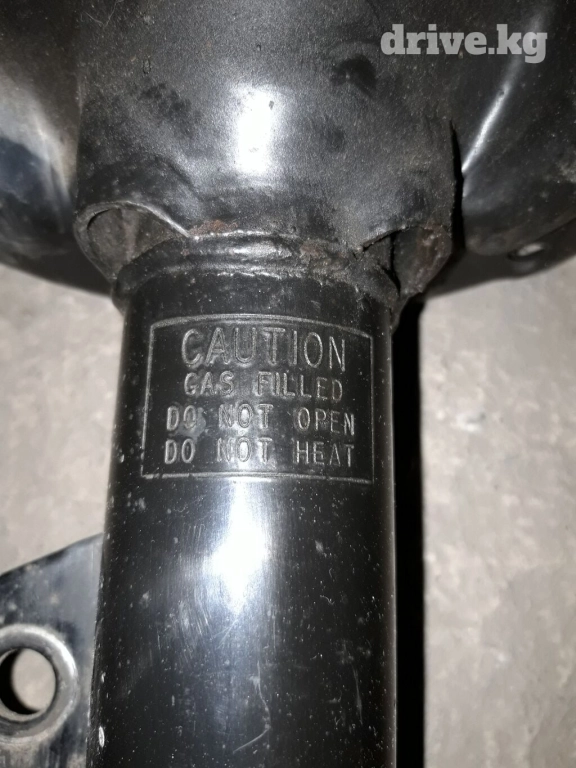 drive.kg
CAUTION
GAS FILLED
DO NOT OPEN
DO NOT HEAT